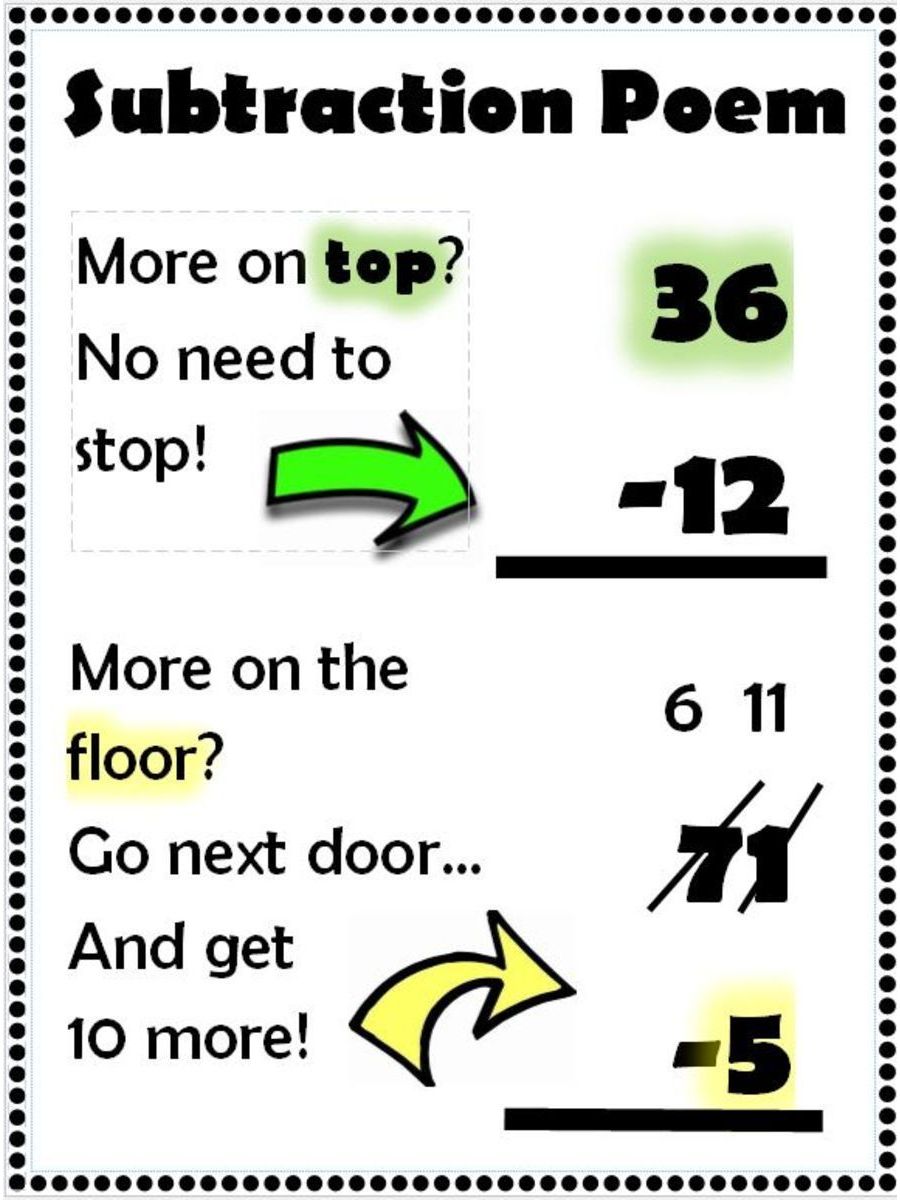 Subtraction Poem
More on top?
No need to
stop!
36
-12
More on the
floor?
Go next door...
And get
10 more!
6 11
71
-5